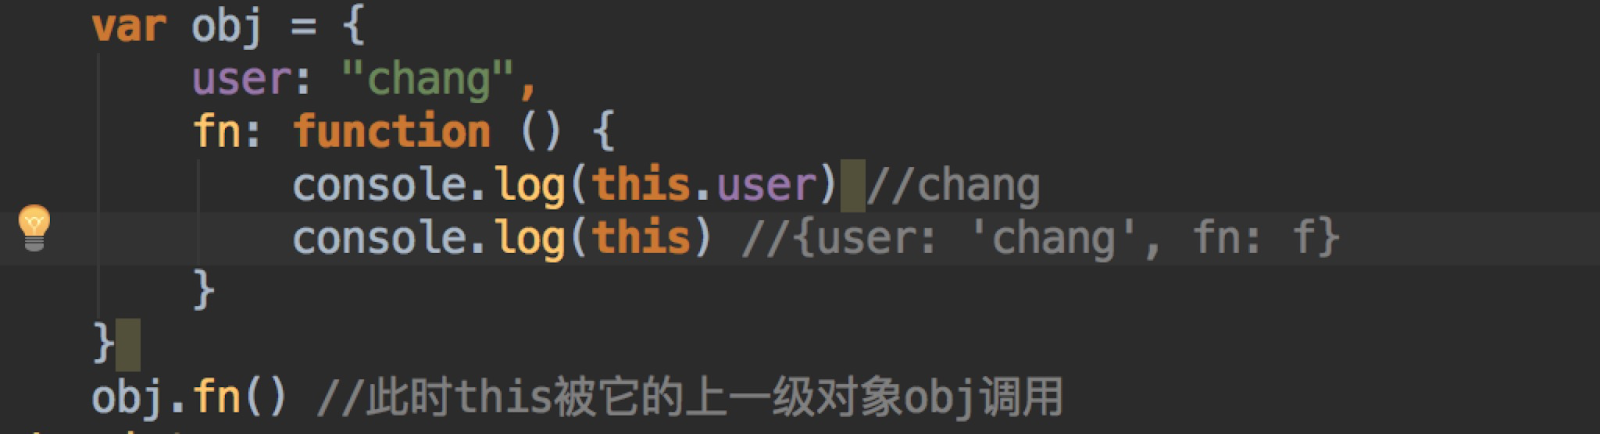 var obj = {
    user: "chang",
    fn: function () {
        console.log(this.user) //chang
        console.log(this) //{user: 'chang', fn: f}
    }
}
obj.fn() //此时this被它的上一级对象obj调用